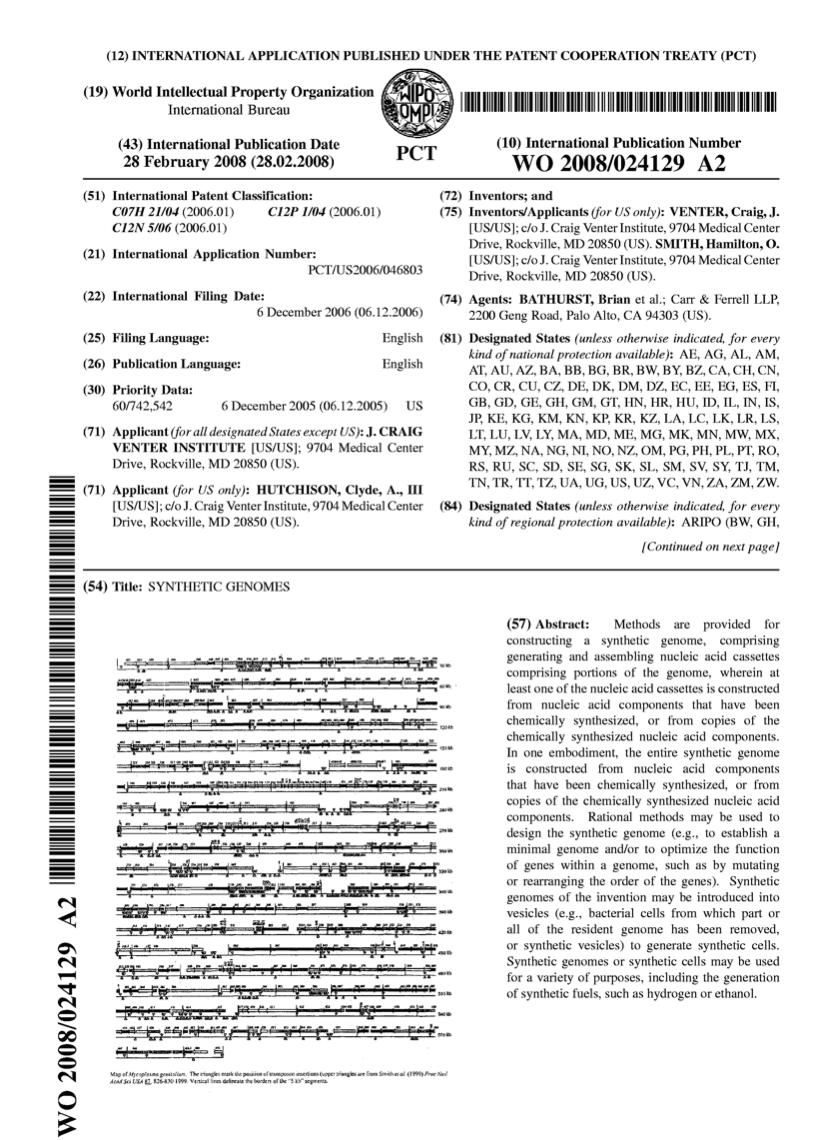 (12) INTERNATIONAL APPLICATION PUBLISHED UNDER THE PATENT COOPERATION TREATY (PCT)
(19) World Intellectual Property Organization
International Bureau
WIPO
OMPI
PCT
(43) International Publication Date
28 February 2008 (28.02.2008)
(10) International Publication Number
WO 2008/024129 A2
(51) International Patent Classification:
C07H 21/04 (2006.01) C12P 1/04 (2006.01)
C12N 5/06 (2006.01)
(21) International Application Number:
PCT/US2006/046803
(22) International Filing Date:
6 December 2006 (06.12.2006)
(25) Filing Language: English
(26) Publication Language: English
(30) Priority Data:
60/742,542 6 December 2005 (06.12.2005) US
(71) Applicant (for all designated States except US): J. CRAIG
VENTER INSTITUTE [US/US]; 9704 Medical Center
Drive, Rockville, MD 20850 (US).
(71) Applicant (for US only): HUTCHISON, Clyde, A., III
[US/US]; c/o J. Craig Venter Institute, 9704 Medical Center
Drive, Rockville, MD 20850 (US).
(72) Inventors; and
(75) Inventors/Applicants (for US only): VENTER, Craig, J.
[US/US]; c/o J. Craig Venter Institute, 9704 Medical Center
Drive, Rockville, MD 20850 (US). SMITH, Hamilton, O.
[US/US]; c/o J. Craig Venter Institute, 9704 Medical Center
Drive, Rockville, MD 20850 (US).
(74) Agents: BATHURST, Brian et al.; Carr & Ferrell LLP,
2200 Geng Road, Palo Alto, CA 94303 (US).
(81) Designated States (unless otherwise indicated, for every
kind of national protection available): AE, AG, AL, AM,
AT, AU, AZ, BA, BB, BG, BR, BW, BY, BZ, CA, CH, CN,
CO, CR, CU, CZ, DE, DK, DM, DZ, EC, EE, EG, ES, FI,
GB, GD, GE, GH, GM, GT, HN, HR, HU, ID, IL, IN, IS,
JP, KE, KG, KM, KN, KP, KR, KZ, LA, LC, LK, LR, LS,
LT, LU, LV, LY, MA, MD, ME, MG, MK, MN, MW, MX,
MY, MZ, NA, NG, NI, NO, NZ, OM, PG, PH, PL, PT, RO,
RS, RU, SC, SD, SE, SG, SK, SL, SM, SV, SY, TJ, TM,
TN, TR, TT, TZ, UA, UG, US, UZ, VC, VN, ZA, ZM, ZW.
(84) Designated States (unless otherwise indicated, for every
kind of regional protection available): ARIPO (BW, GH,
[Continued on next page]
(54) Title: SYNTHETIC GENOMES
(57) Abstract: Methods are provided for
constructing a synthetic genome, comprising
generating and assembling nucleic acid cassettes
comprising portions of the genome, wherein at
least one of the nucleic acid cassettes is constructed
from nucleic acid components that have been
chemically synthesized, or from copies of the
chemically synthesized nucleic acid components.
In one embodiment, the entire synthetic genome
is constructed from nucleic acid components
that have been chemically synthesized, or from
copies of the chemically synthesized nucleic acid
components. Rational methods may be used to
design the synthetic genome (e.g., to establish a
minimal genome and/or to optimize the function
of genes within a genome, such as by mutating
or rearranging the order of the genes). Synthetic
genomes of the invention may be introduced into
vesicles (e.g., bacterial cells from which part or
all of the resident genome has been removed,
or synthetic vesicles) to generate synthetic cells.
Synthetic genomes or synthetic cells may be used
for a variety of purposes, including the generation
of synthetic fuels, such as hydrogen or ethanol.
Map of Mycoplasma genitalium. The triangles mark the position of transposon insertions (upper triangles are from Smith et al. (1999) Proc Natl
Acad Sci USA 87, 826-830 1999. Vertical lines delineate the borders of the "5 kb" segments.
WO 2008/024129 A2